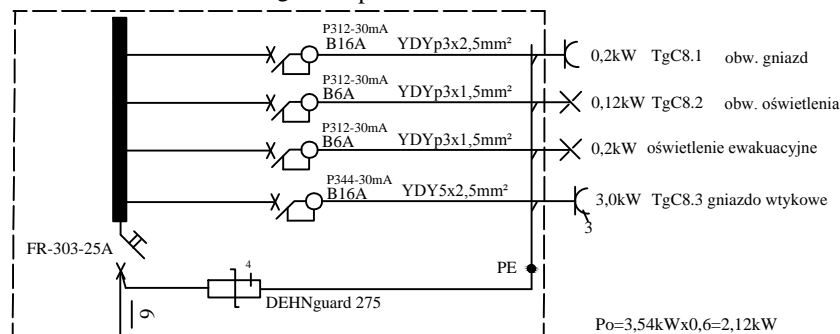 P312-30mA
B16A YDYp3x2,5mm² 0,2kW TgC8.1 obw. gniazd
P312-30mA
B6A YDYp3x1,5mm² 0,12kW TgC8.2 obw. oświetlenia
P312-30mA
B6A YDYp3x1,5mm² 0,2kW oświetlenie ewakuacyjne
P344-30mA
B16A YDY5x2,5mm² 3,0kW TgC8.3 gniazdo wtykowe
3
FR-303-25A
PE
4
DEHNguard 275
6
Po=3,54kWx0,6=2,12kW